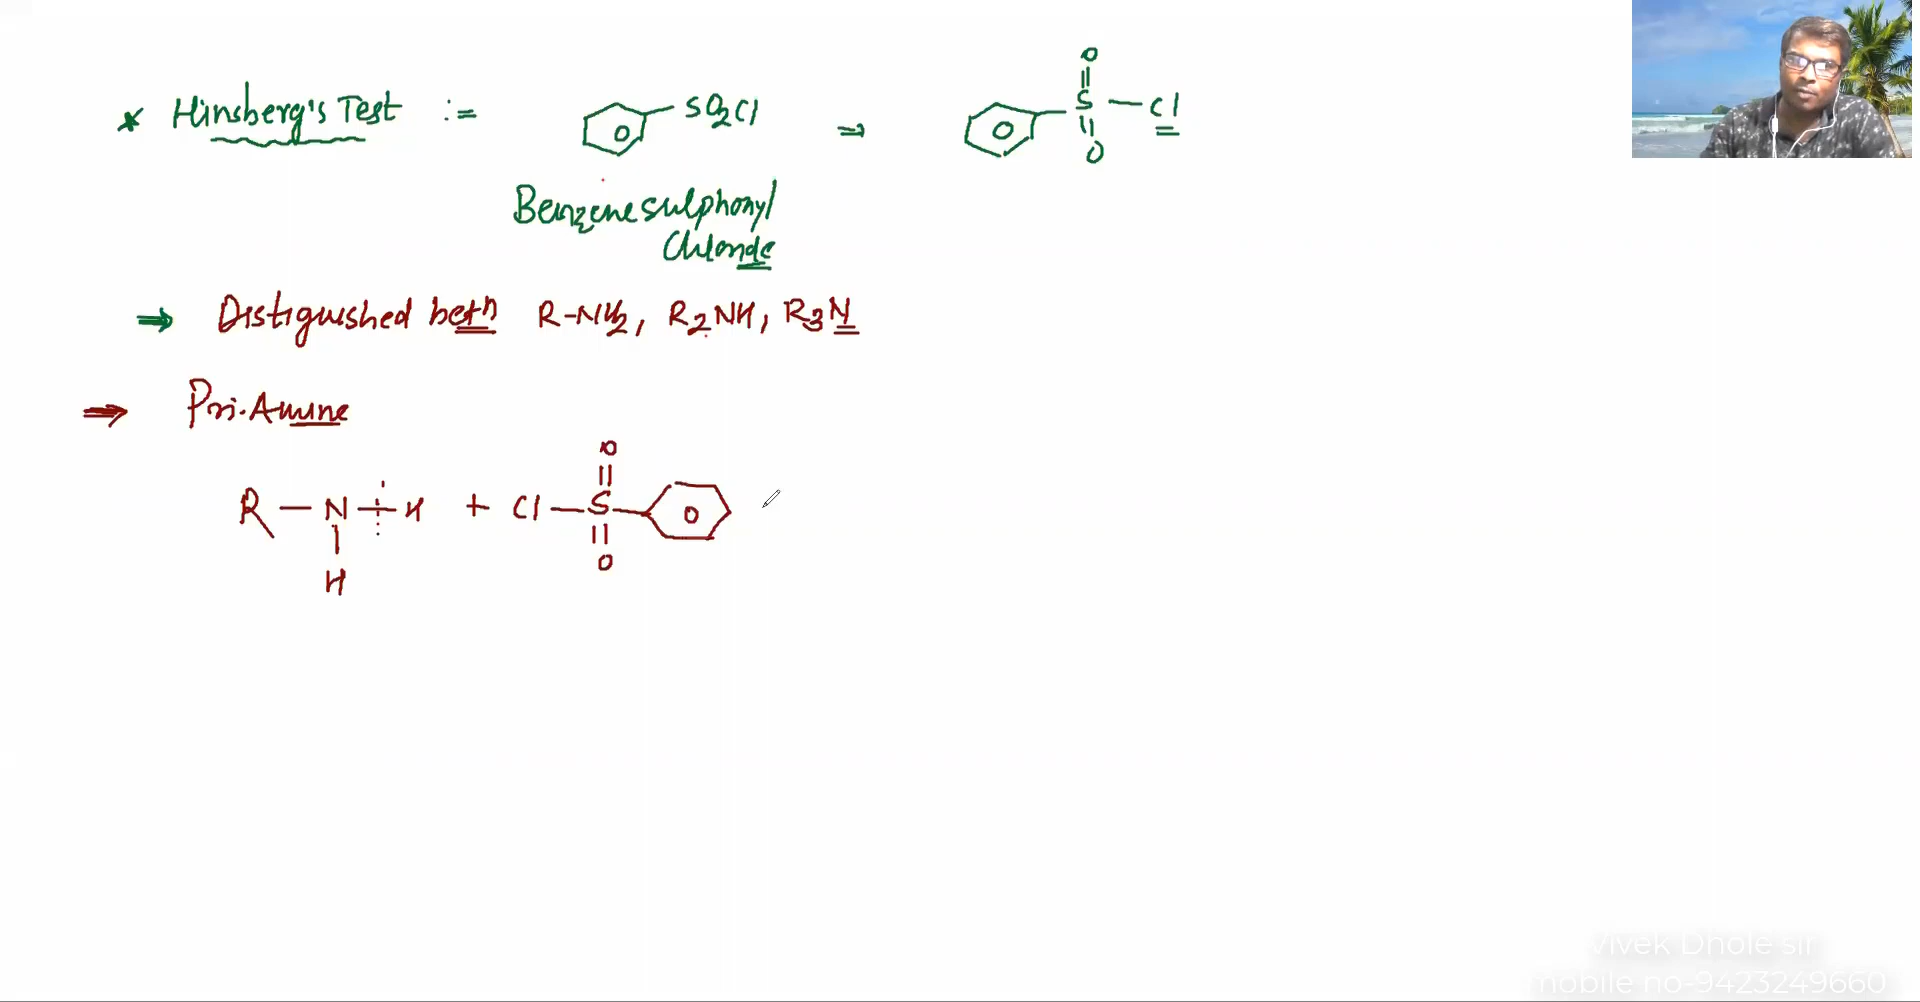 * Hinsberg's Test := SO2Cl ⇒ O
S — Cl
O
Benzenesulphonyl
Chloride
⇒ Distinguished betn R-NH2, R2NH, R3N
⇒ Pri. Amine
O
R — N — H + Cl — S
H
O
Vivek Dhole sir
mobile no-9423249660